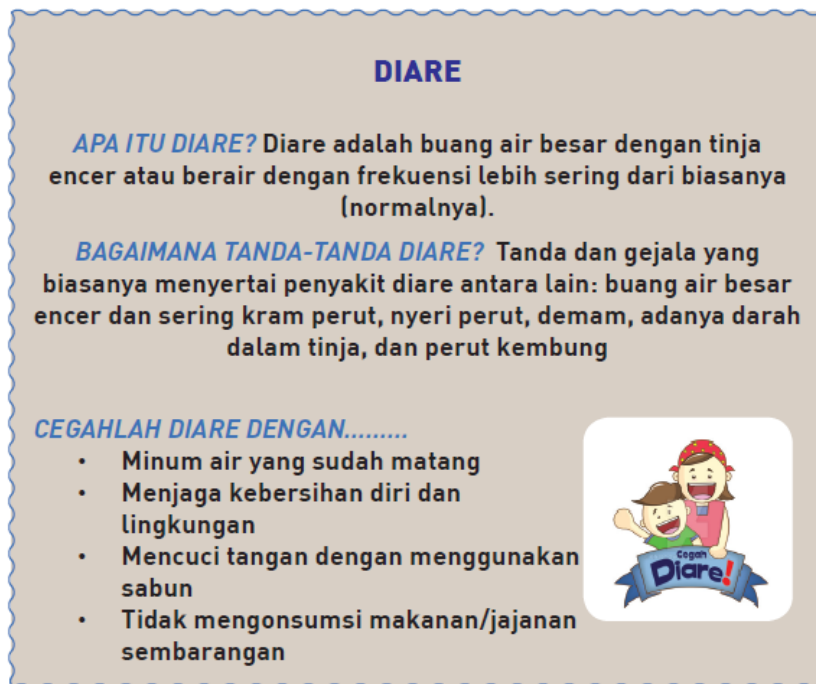 DIARE
APA ITU DIARE? Diare adalah buang air besar dengan tinja
encer atau berair dengan frekuensi lebih sering dari biasanya
(normalnya).
BAGAIMANA TANDA-TANDA DIARE? Tanda dan gejala yang
biasanya menyertai penyakit diare antara lain: buang air besar
encer dan sering kram perut, nyeri perut, demam, adanya darah
dalam tinja, dan perut kembung
CEGAHLAH DIARE DENGAN.........
• Minum air yang sudah matang
• Menjaga kebersihan diri dan
lingkungan
• Mencuci tangan dengan menggunakan
sabun
• Tidak mengonsumsi makanan/jajanan
sembarangan
Cegah
Diare!